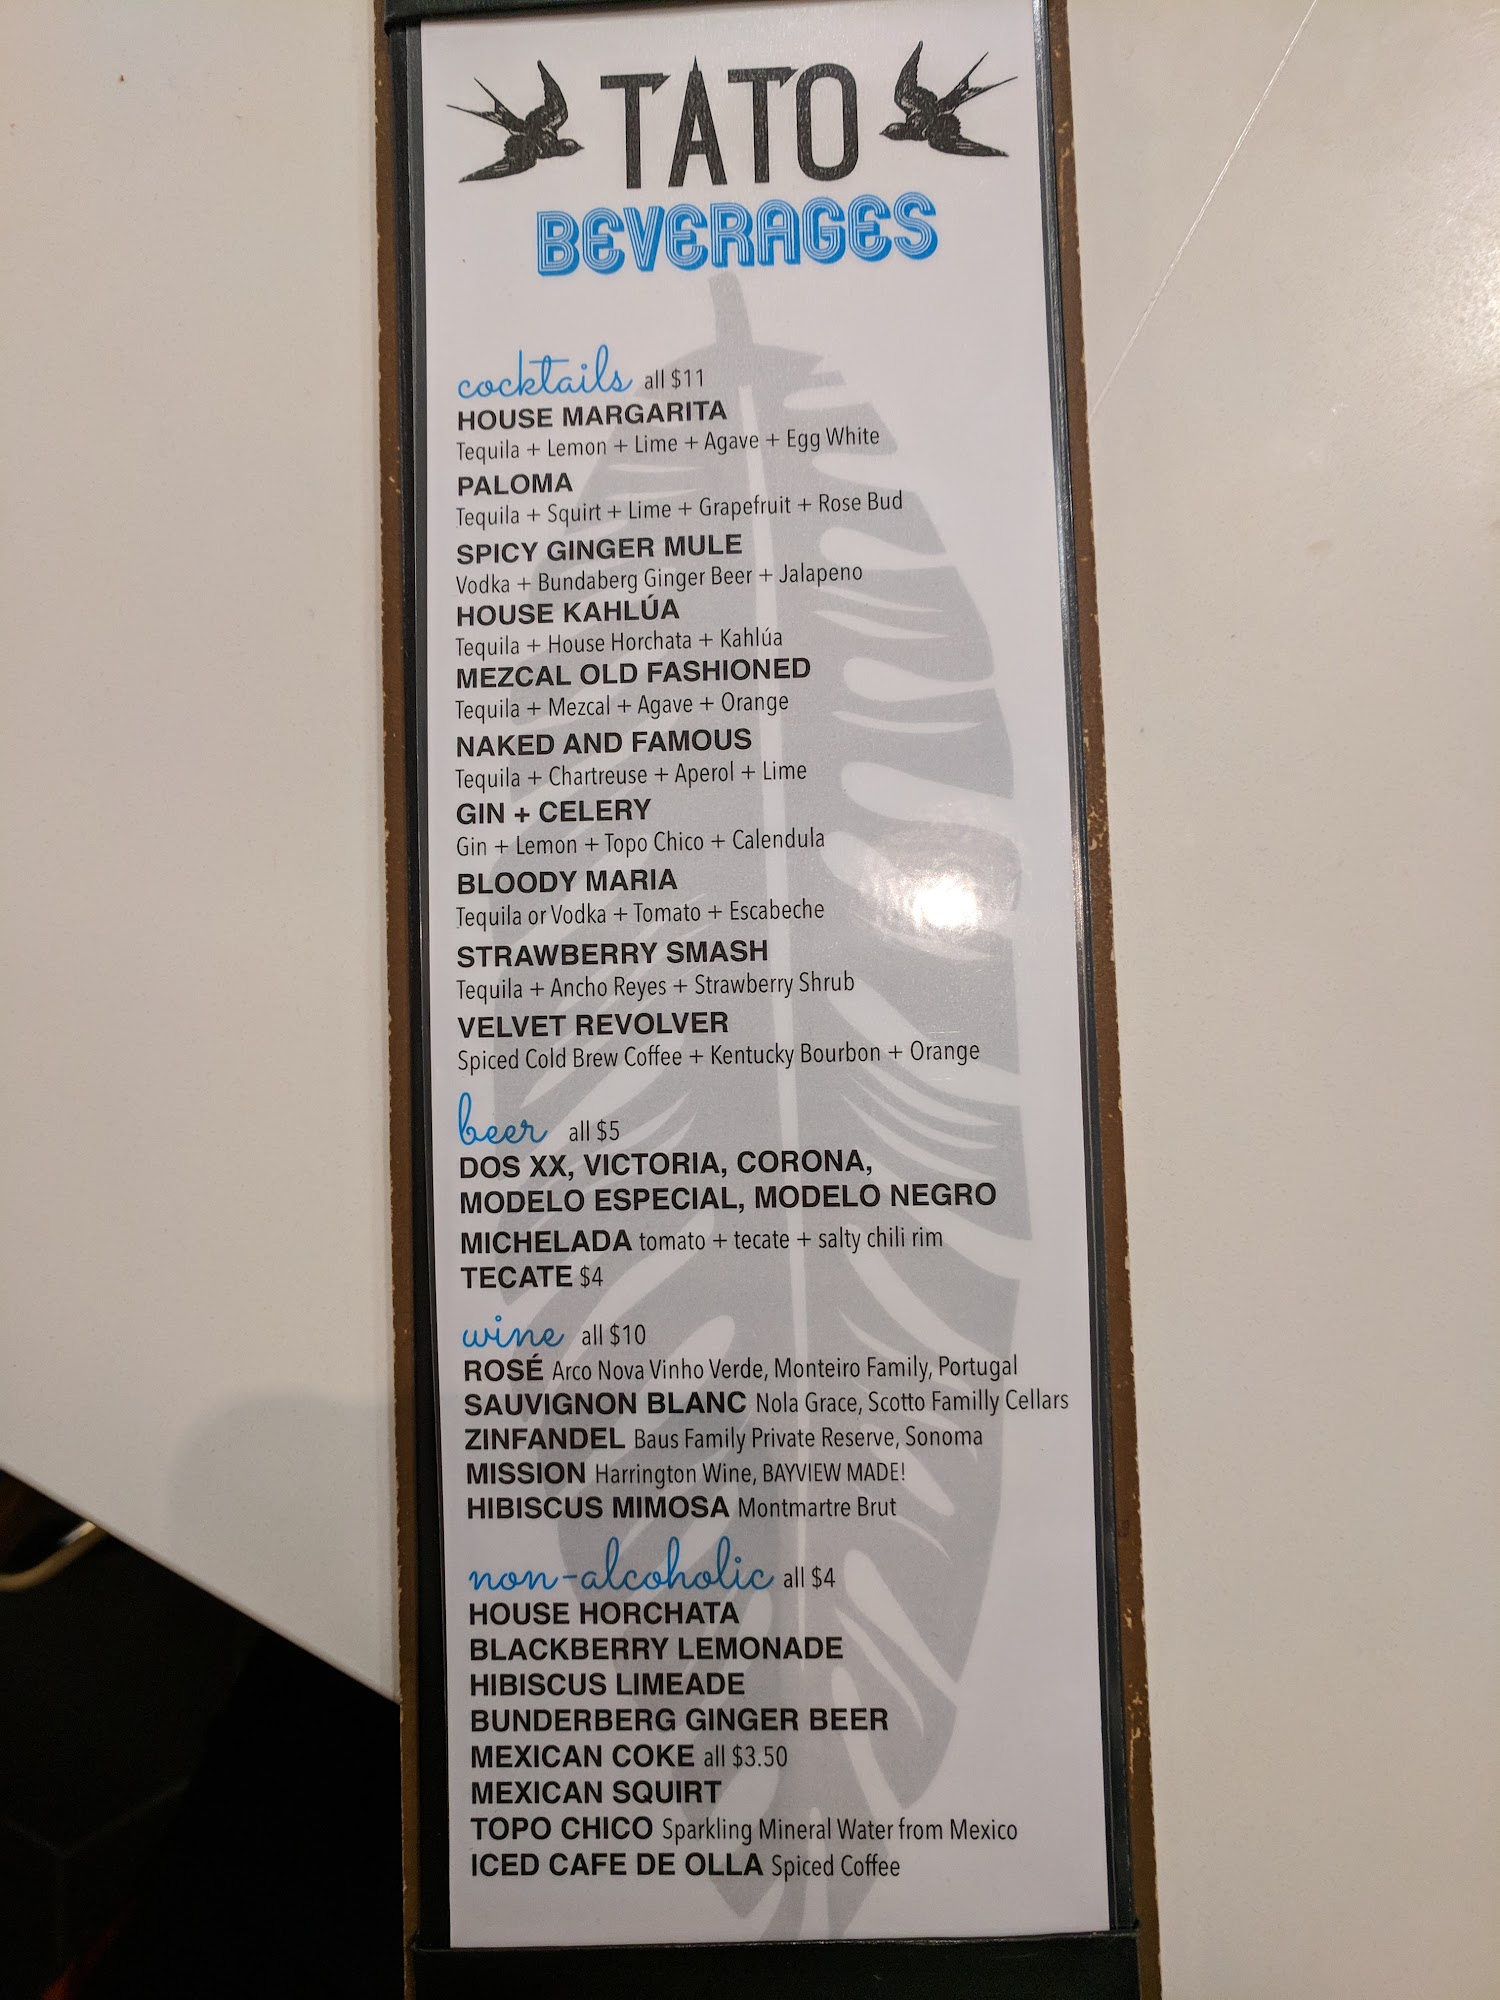 TATO
BEVERAGES
cocktails all $11
HOUSE MARGARITA
Tequila + Lemon + Lime + Agave + Egg White
PALOMA
Tequila + Squirt + Lime + Grapefruit + Rose Bud
SPICY GINGER MULE
Vodka + Bundaberg Ginger Beer + Jalapeno
HOUSE KAHLÚA
Tequila + House Horchata + Kahlúa
MEZCAL OLD FASHIONED
Tequila + Mezcal + Agave + Orange
NAKED AND FAMOUS
Tequila + Chartreuse + Aperol + Lime
GIN + CELERY
Gin + Lemon + Topo Chico + Calendula
BLOODY MARIA
Tequila or Vodka + Tomato + Escabeche
STRAWBERRY SMASH
Tequila + Ancho Reyes + Strawberry Shrub
VELVET REVOLVER
Spiced Cold Brew Coffee + Kentucky Bourbon + Orange
beer all $5
DOS XX, VICTORIA, CORONA,
MODELO ESPECIAL, MODELO NEGRO
MICHELADA tomato + tecate + salty chili rim
TECATE $4
wine all $10
ROSÉ Arco Nova Vinho Verde, Monteiro Family, Portugal
SAUVIGNON BLANC Nola Grace, Scotto Familly Cellars
ZINFANDEL Baus Family Private Reserve, Sonoma
MISSION Harrington Wine, BAYVIEW MADE!
HIBISCUS MIMOSA Montmartre Brut
non-alcoholic all $4
HOUSE HORCHATA
BLACKBERRY LEMONADE
HIBISCUS LIMEADE
BUNDERBERG GINGER BEER
MEXICAN COKE all $3.50
MEXICAN SQUIRT
TOPO CHICO Sparkling Mineral Water from Mexico
ICED CAFE DE OLLA Spiced Coffee